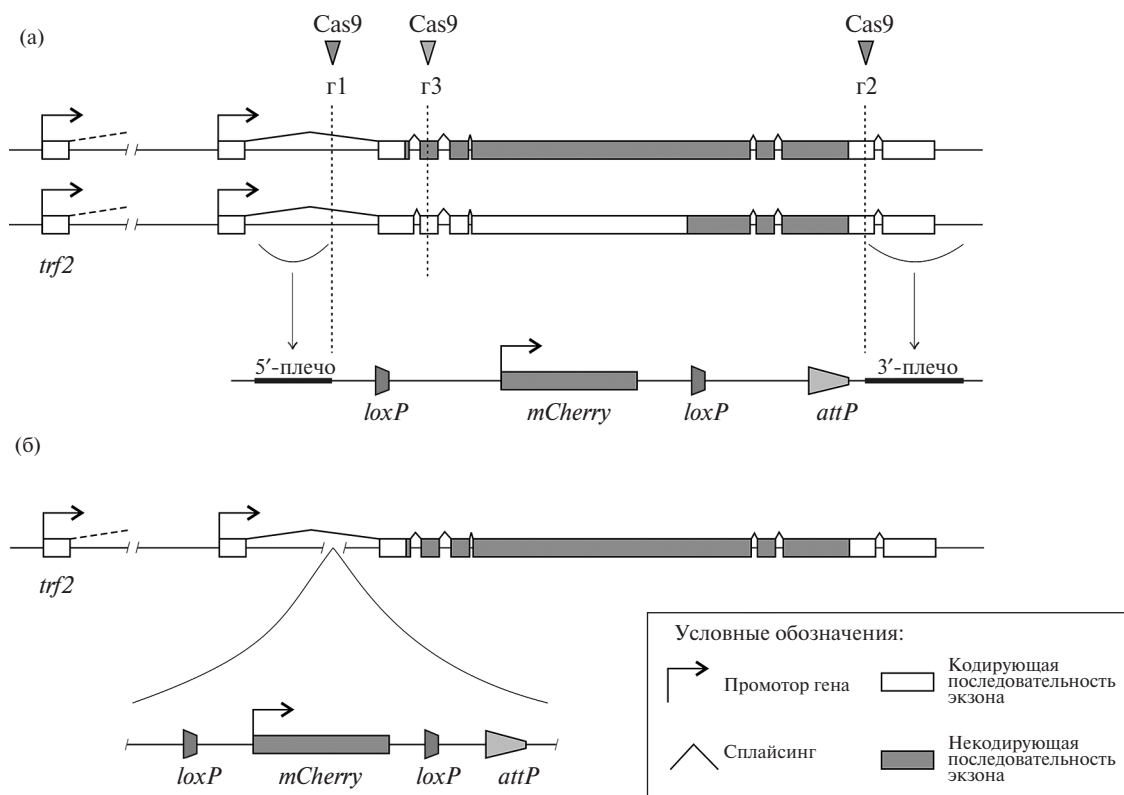 (а)
Cas9
Cas9
Cas9
г1
г3
г2
trf2
5′-плечо
3′-плечо
loxP
mCherry
loxP
attP
(б)
trf2
loxP
mCherry
loxP
attP
Условные обозначения:
Промотор гена
Кодирующая
последовательность
экзона
Сплайсинг
Некодирующая
последовательность
экзона